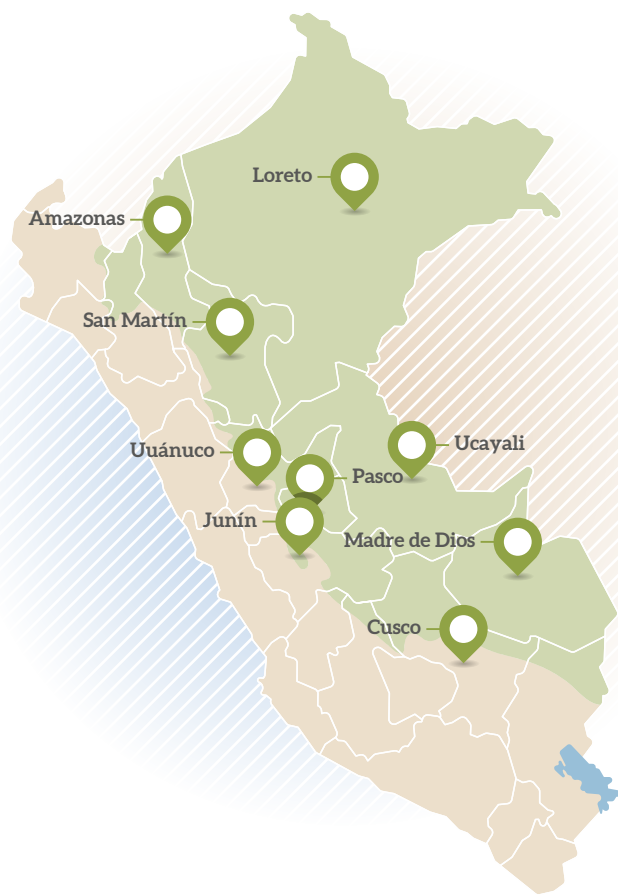 Loreto
Amazonas
San Martín
Uuánuco
Ucayali
Pasco
Junín
Madre de Dios
Cusco